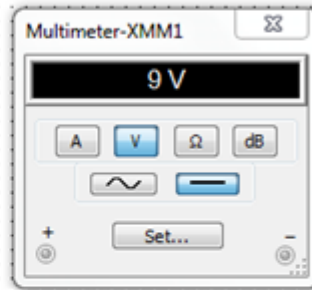 Multimeter-XMM1
9 V
A V Ω dB
Set...
+ −